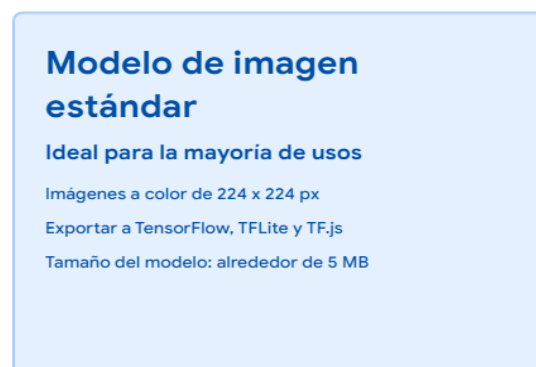 Modelo de imagen
estándar
Ideal para la mayoría de usos
Imágenes a color de 224 x 224 px
Exportar a TensorFlow, TFLite y TF.js
Tamaño del modelo: alrededor de 5 MB